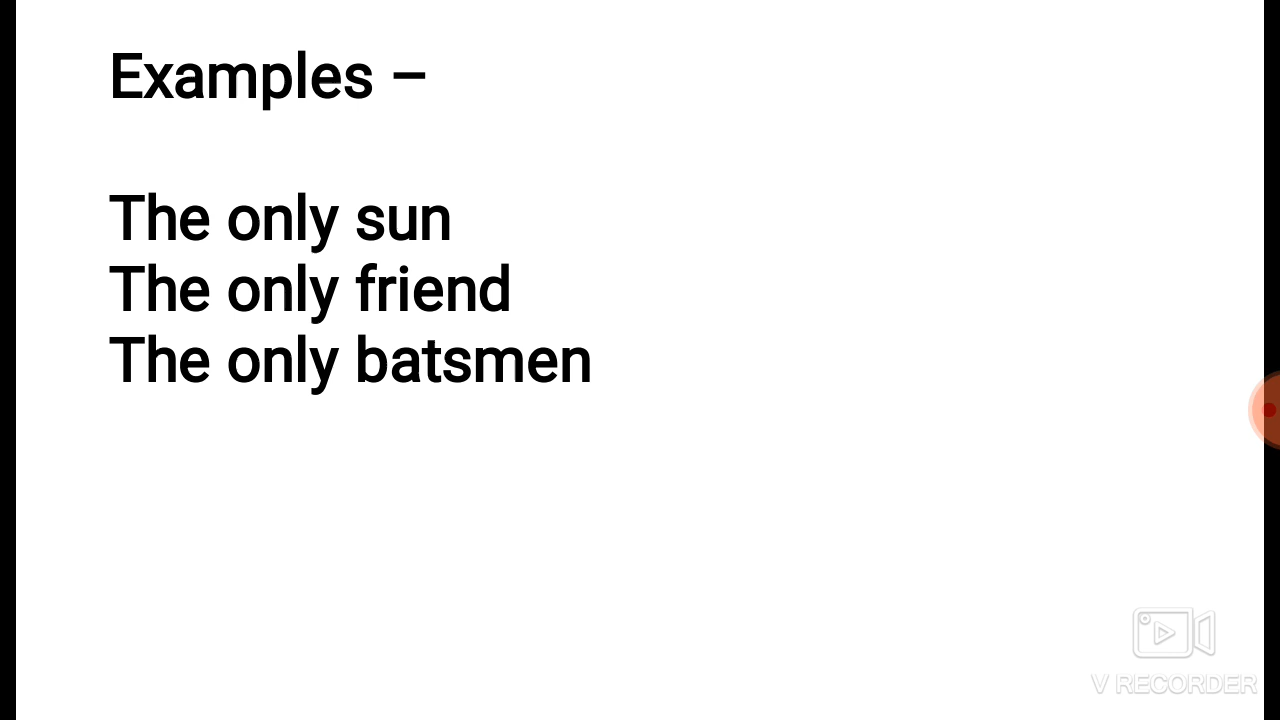 Examples –
The only sun
The only friend
The only batsmen
V RECORDER